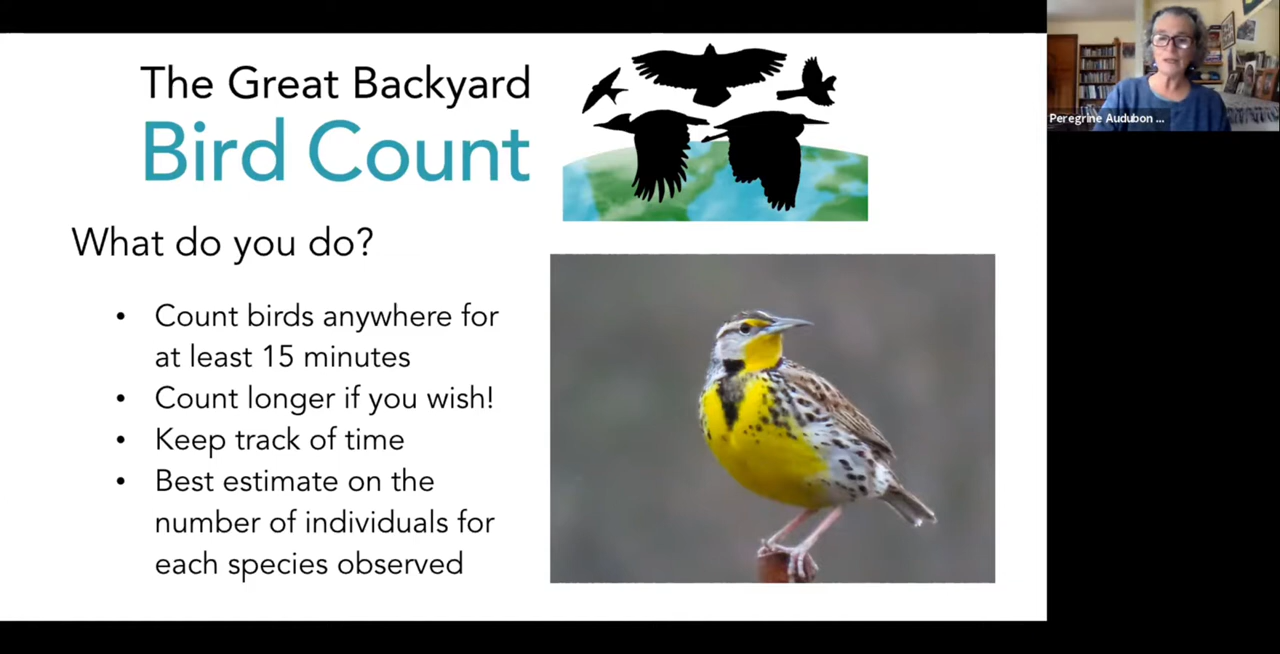 The Great Backyard
Bird Count
What do you do?
• Count birds anywhere for
at least 15 minutes
• Count longer if you wish!
• Keep track of time
• Best estimate on the
number of individuals for
each species observed
Peregrine Audubon ...